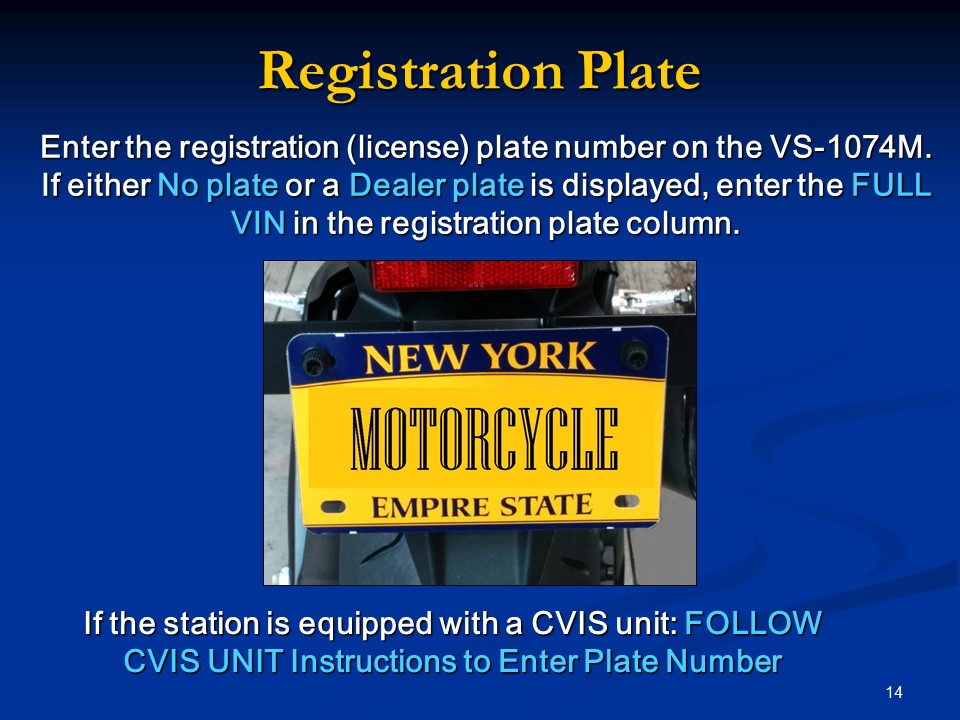 Registration Plate
Enter the registration (license) plate number on the VS-1074M.
If either No plate or a Dealer plate is displayed, enter the FULL
VIN in the registration plate column.
NEW YORK
MOTORCYCLE
EMPIRE STATE
If the station is equipped with a CVIS unit: FOLLOW
CVIS UNIT Instructions to Enter Plate Number
14